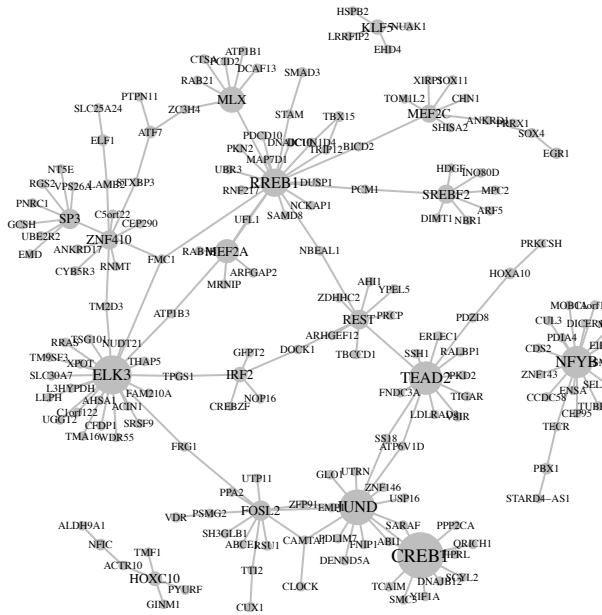 HSPB2
KLF5
NUAK1
LRRFIP2
EHD4
CTSA
ATP1B1
PCID2
DCAF13
RAB21
MLX
SMAD3
ZC3H4
PTPN11
SLC25A24
ATF7
ELF1
XIRP1
SOX11
TOM1L2
CHN1
MEF2C
ANKRD1
PRRX1
SHISA2
SOX4
EGR1
STAM
TBX15
PDCD10
TRIP12
BICD2
PKN2
MAP7D1
UBR3
RREB1
DUSP1
RNF217
NCKAP1
SAMD8
PCM1
HDGF
INO80D
SREBF2
MPC2
ARF5
DIMT1
NBR1
NT5E
RGS2
VPS26A
LAMB2
STXBP3
PNRC1
SP3
GCSH
UBE2R2
EMD
ANKRD17
C5orf22
CEP290
ZNF410
CYB5R3
RNMT
FMC1
UFL1
MEF2A
ARFGAP2
MRNIP
NBEAL1
PRKCSH
HOXA10
PDZD8
TM2D3
ATP1B3
AHI1
YPEL5
ZDHHC2
PRCP
REST
ARHGEF12
TBCCD1
DOCK1
ERLEC1
SSH1
RALBP1
TEAD2
PKD2
TIGAR
FNDC3A
RRAS
TSG101
NUDT21
TM9SF3
XPOT
THAP5
SLC30A7
ELK3
L3HYPDH
FAM210A
LLPH
AHSA1
ACIN1
C1orf122
UGG12
CFDP1
SRSF9
TMA16
WDR55
TPGS1
GFPT2
IRF2
NOP16
CREBZF
CUL3
PDIA4
CDS2
NFYB
ZNF143
ENSA
CCDC58
CEP95
TECR
PBX1
STARD4−AS1
FRG1
SS18
ATP6V1D
UTP11
PPA2
PSMG2
VDR
FOSL2
ZFP91
SH3GLB1
RSU1
TTI2
CUX1
CLOCK
GLO1
UTRN
ZNF146
USP16
JUND
PDLIM7
FNIP1
DENND5A
SARAF
ABI1
PPP2CA
QRICH1
CREB1
SCYL2
DNAJB12
TCAIM
YIF1A
SMC5
ALDH9A1
NFIC
TMF1
ACTR10
HOXC10
PYURF
GINM1